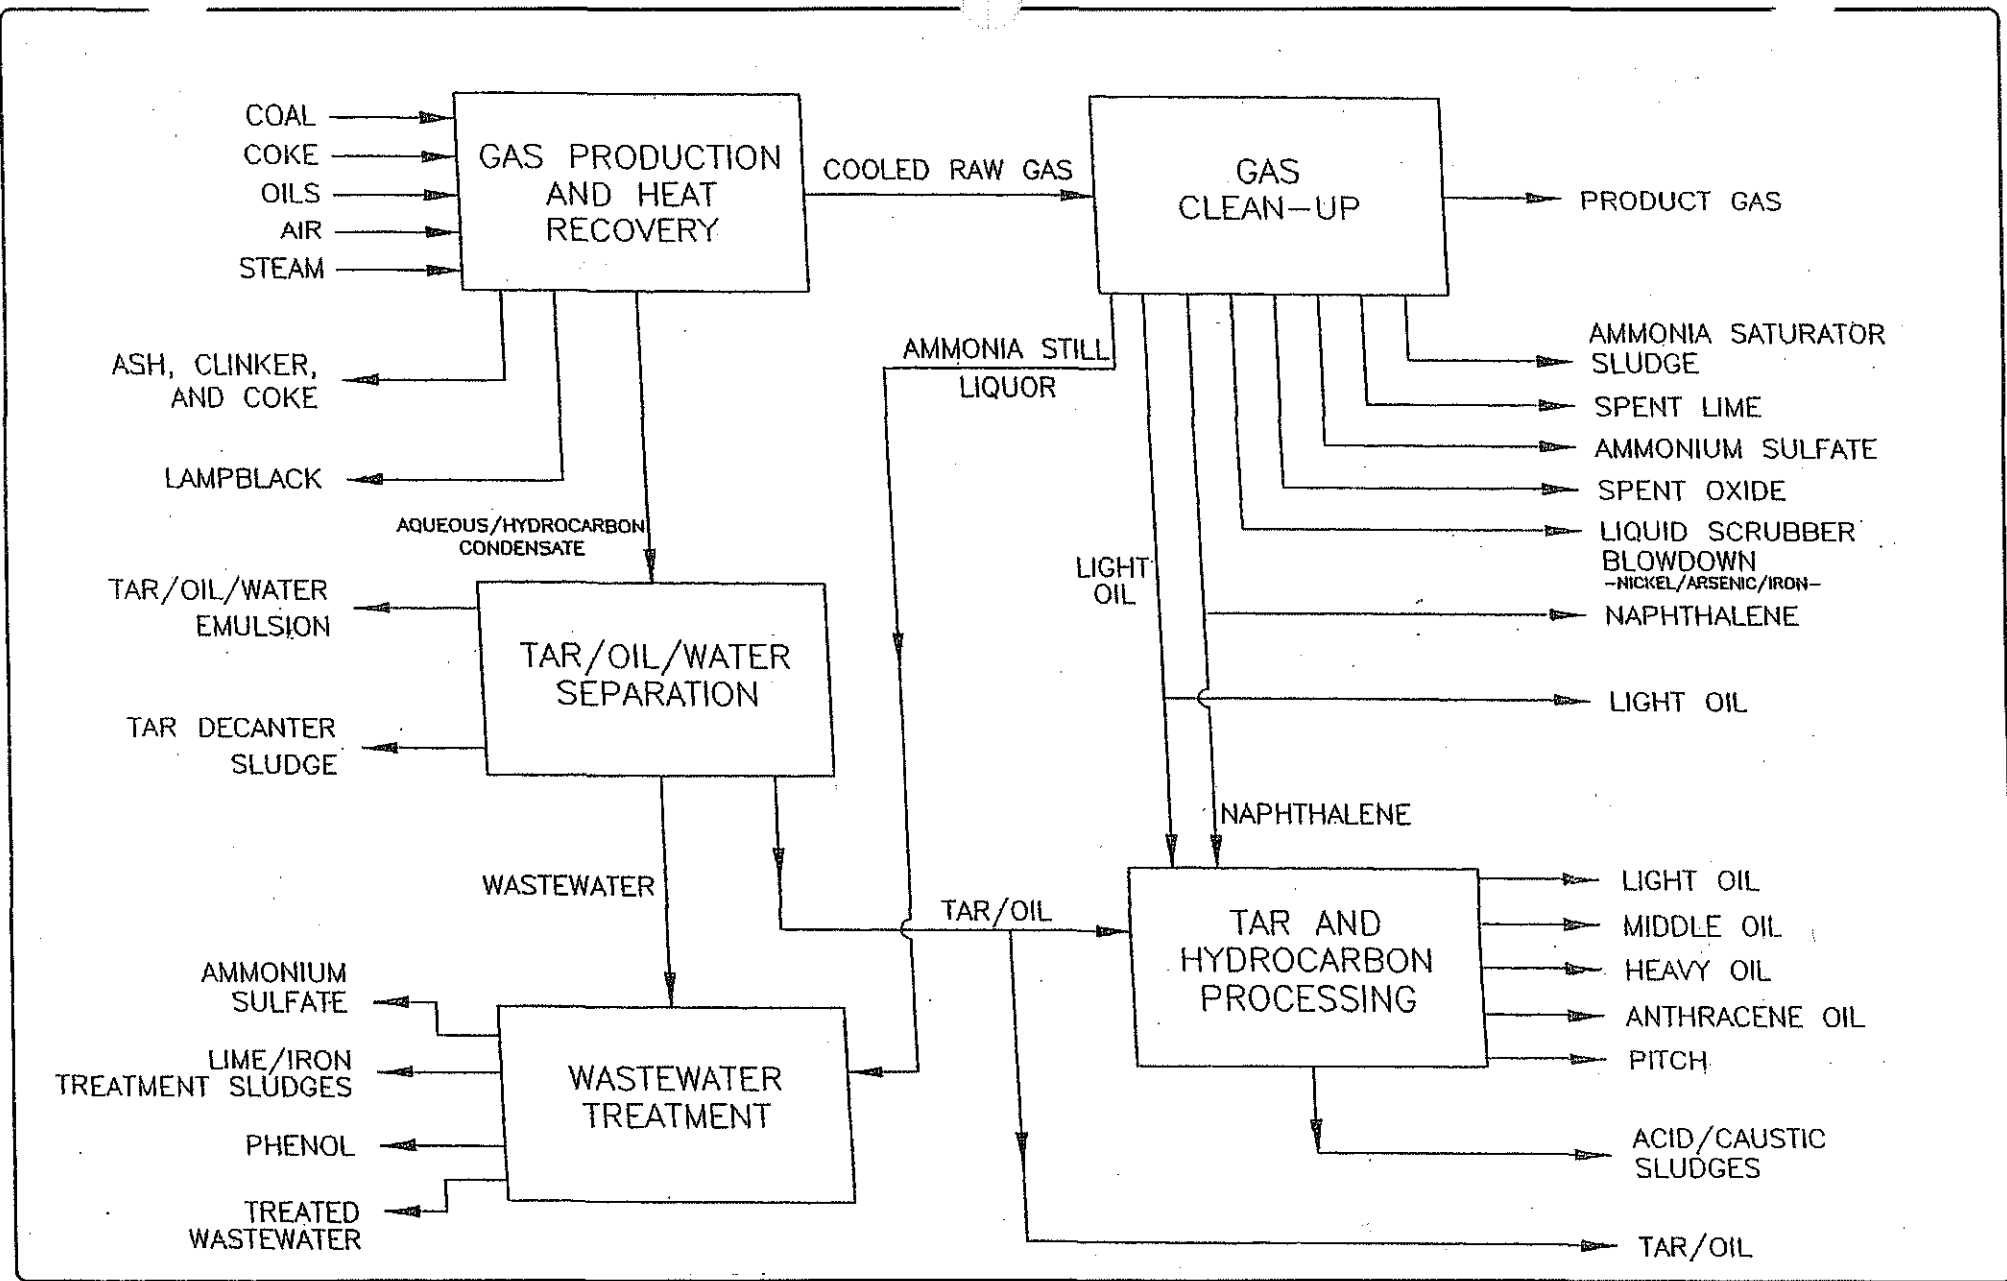 COAL
COKE
OILS
AIR
STEAM
GAS PRODUCTION
AND HEAT
RECOVERY
COOLED RAW GAS
GAS
CLEAN-UP
PRODUCT GAS
ASH, CLINKER,
AND COKE
LAMPBLACK
AQUEOUS/HYDROCARBON
CONDENSATE
AMMONIA STILL
LIQUOR
AMMONIA SATURATOR
SLUDGE
SPENT LIME
AMMONIUM SULFATE
SPENT OXIDE
LIQUID SCRUBBER
BLOWDOWN
-NICKEL/ARSENIC/IRON-
NAPHTHALENE
LIGHT OIL
LIGHT
OIL
NAPHTHALENE
TAR/OIL/WATER
EMULSION
TAR/OIL/WATER
SEPARATION
TAR DECANTER
SLUDGE
WASTEWATER
TAR/OIL
TAR AND
HYDROCARBON
PROCESSING
LIGHT OIL
MIDDLE OIL
HEAVY OIL
ANTHRACENE OIL
PITCH
ACID/CAUSTIC
SLUDGES
TAR/OIL
AMMONIUM
SULFATE
LIME/IRON
TREATMENT SLUDGES
PHENOL
TREATED
WASTEWATER
WASTEWATER
TREATMENT